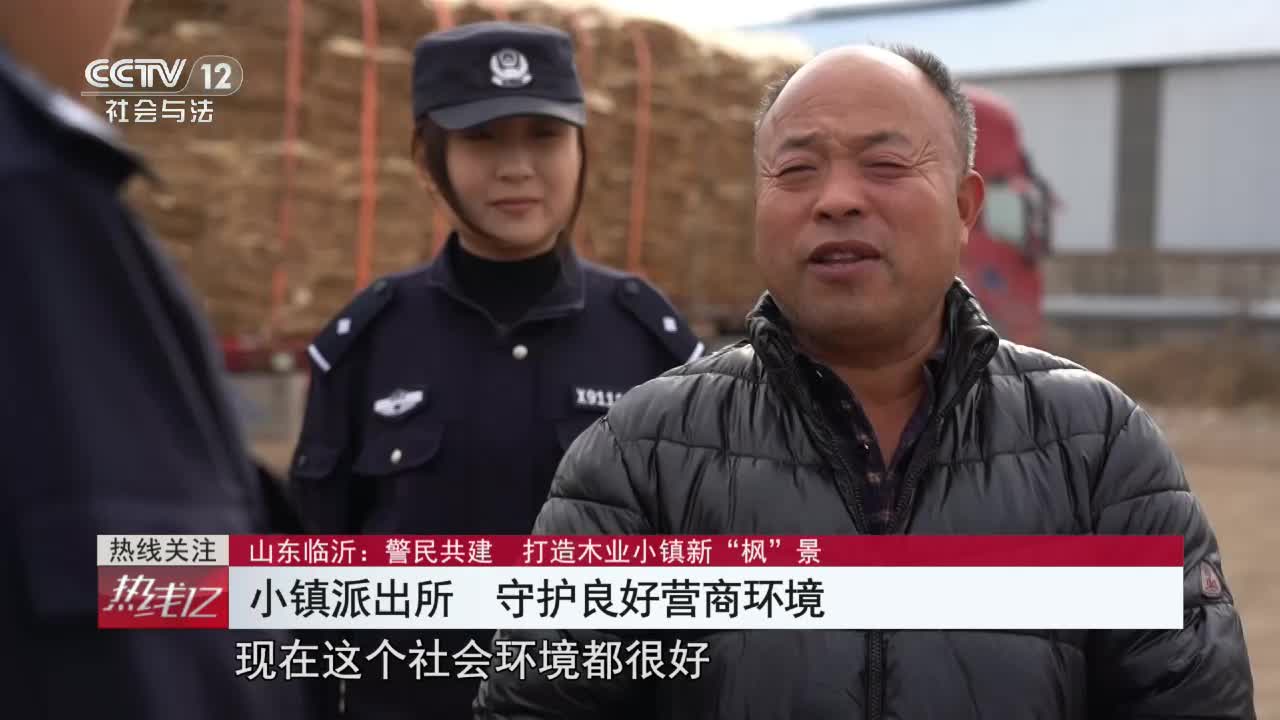 CCTV 12
社会与法
X911
热线关注
山东临沂：警民共建 打造木业小镇新“枫”景
热线12
小镇派出所 守护良好营商环境
现在这个社会环境都很好